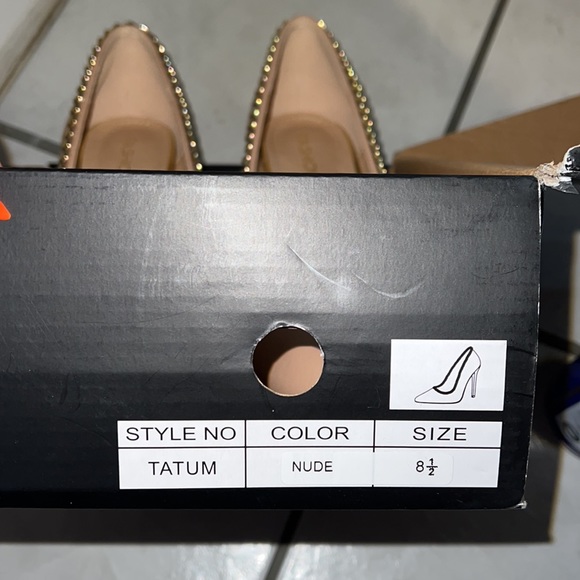 STYLE NO COLOR SIZE
TATUM NUDE 8½